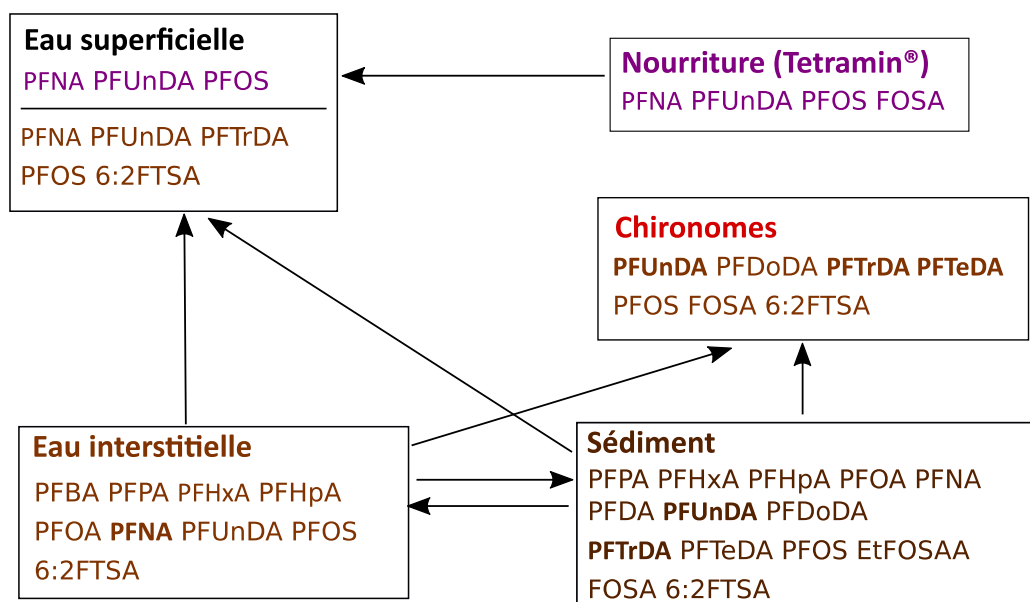 Eau superficielle
PFNA PFUnDA PFOS
PFNA PFUnDA PFTrDA
PFOS 6:2FTSA
Nourriture (Tetramin®)
PFNA PFUnDA PFOS FOSA
Chironomes
PFUnDA PFDoDA PFTrDA PFTeDA
PFOS FOSA 6:2FTSA
Eau interstitielle
PFBA PFPA PFHxA PFHpA
PFOA PFNA PFUnDA PFOS
6:2FTSA
Sédiment
PFPA PFHxA PFHpA PFOA PFNA
PFDA PFUnDA PFDoDA
PFTrDA PFTeDA PFOS EtFOSAA
FOSA 6:2FTSA